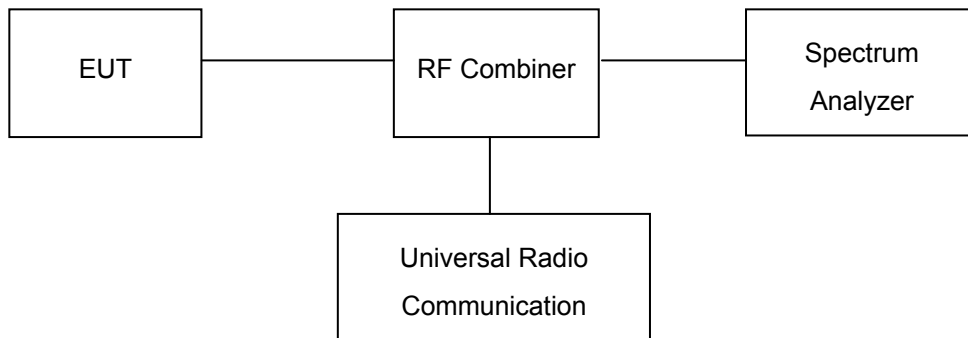 EUT
RF Combiner
Spectrum
Analyzer
Universal Radio
Communication